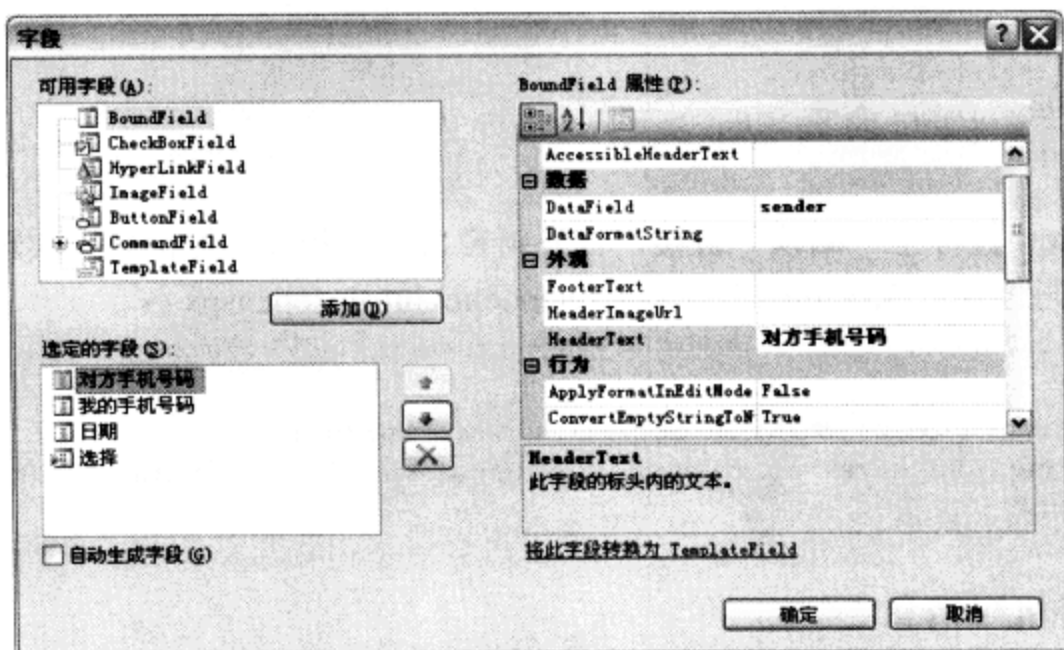 字段
可用字段(A):
BoundField
CheckBoxField
HyperLinkField
ImageField
ButtonField
CommandField
TemplateField
添加(D)
选定的字段(S):
对方手机号码
我的手机号码
日期
选择
自动生成字段(G)
BoundField 属性(P):
AccessibleHeaderText
数据
DataField sender
DataFormatString
外观
FooterText
HeaderImageUrl
HeaderText 对方手机号码
行为
ApplyFormatInEditMode False
ConvertEmptyStringToN True
HeaderText
此字段的标头内的文本。
将此字段转换为 TemplateField
确定
取消